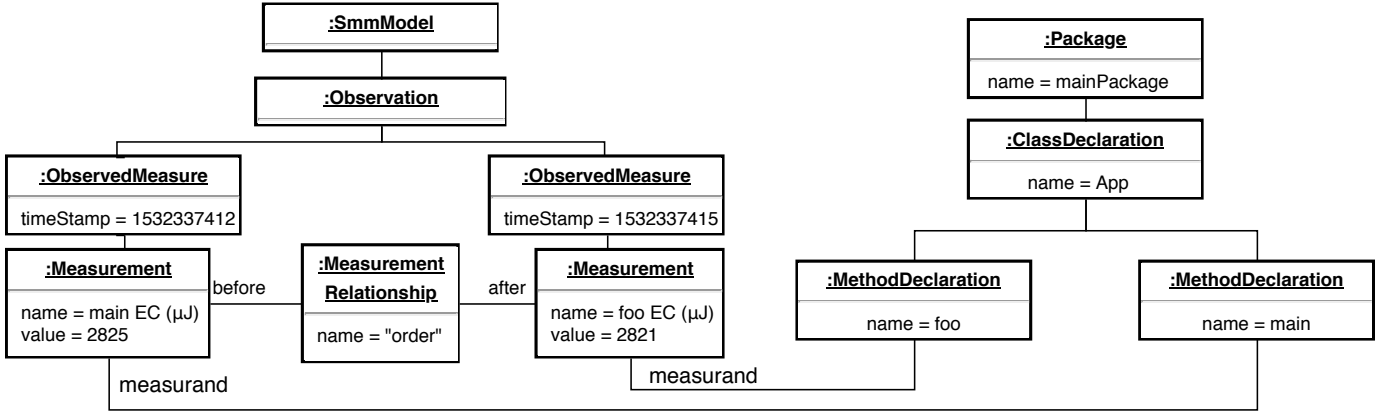 :SmmModel
:Observation
:ObservedMeasure
timeStamp = 1532337412
:ObservedMeasure
timeStamp = 1532337415
:Measurement
name = main EC (µJ)
value = 2825
before
:Measurement
Relationship
name = "order"
after
:Measurement
name = foo EC (µJ)
value = 2821
measurand
measurand
:Package
name = mainPackage
:ClassDeclaration
name = App
:MethodDeclaration
name = foo
:MethodDeclaration
name = main